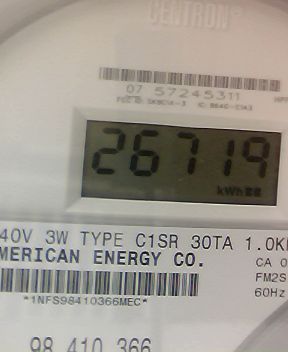 CENTRON®
07 57245311
26719
kWh
40V 3W TYPE C1SR 30TA 1.0K
MERICAN ENERGY CO.
CA 0
FM2S
60Hz
*1NFS98410366MEC*
98 410 366